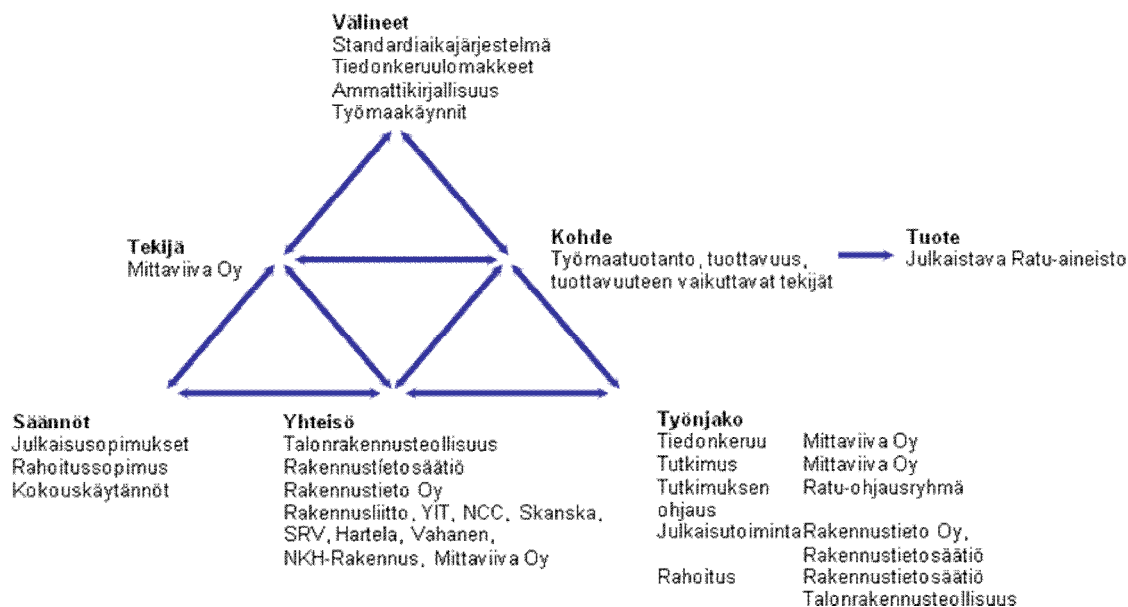 Välineet
Standardiaikajärjestelmä
Tiedonkeruulomakkeet
Ammattikirjallisuus
Työmaakäynnit
Tekijä
Mittaviiva Oy
Kohde
Työmaatuotanto, tuottavuus,
tuottavuuteen vaikuttavat tekijät
Tuote
Julkaistava Ratu-aineisto
Säännöt
Julkaisusopimukset
Rahoitussopimus
Kokouskäytännöt
Yhteisö
Talonrakennusteollisuus
Rakennustietosäätiö
Rakennustieto Oy
Rakennusliitto, YIT, NCC, Skanska,
SRV, Hartela, Vahanen,
NKH-Rakennus, Mittaviiva Oy
Työnjako
Tiedonkeruu Mittaviiva Oy
Tutkimus Mittaviiva Oy
Tutkimuksen Ratu-ohjausryhmä
ohjaus
Julkaisutoiminta Rakennustieto Oy,
Rakennustietosäätiö
Rahoitus Rakennustietosäätiö
Talonrakennusteollisuus